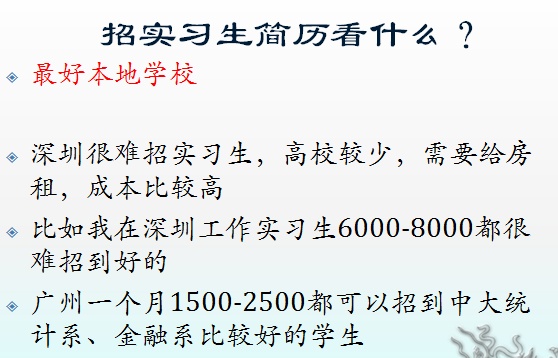 招实习生简历看什么？
最好本地学校
深圳很难招实习生，高校较少，需要给房
租，成本比较高
比如我在深圳工作实习生6000-8000都很
难招到好的
广州一个月1500-2500都可以招到中大统
计系、金融系比较好的学生